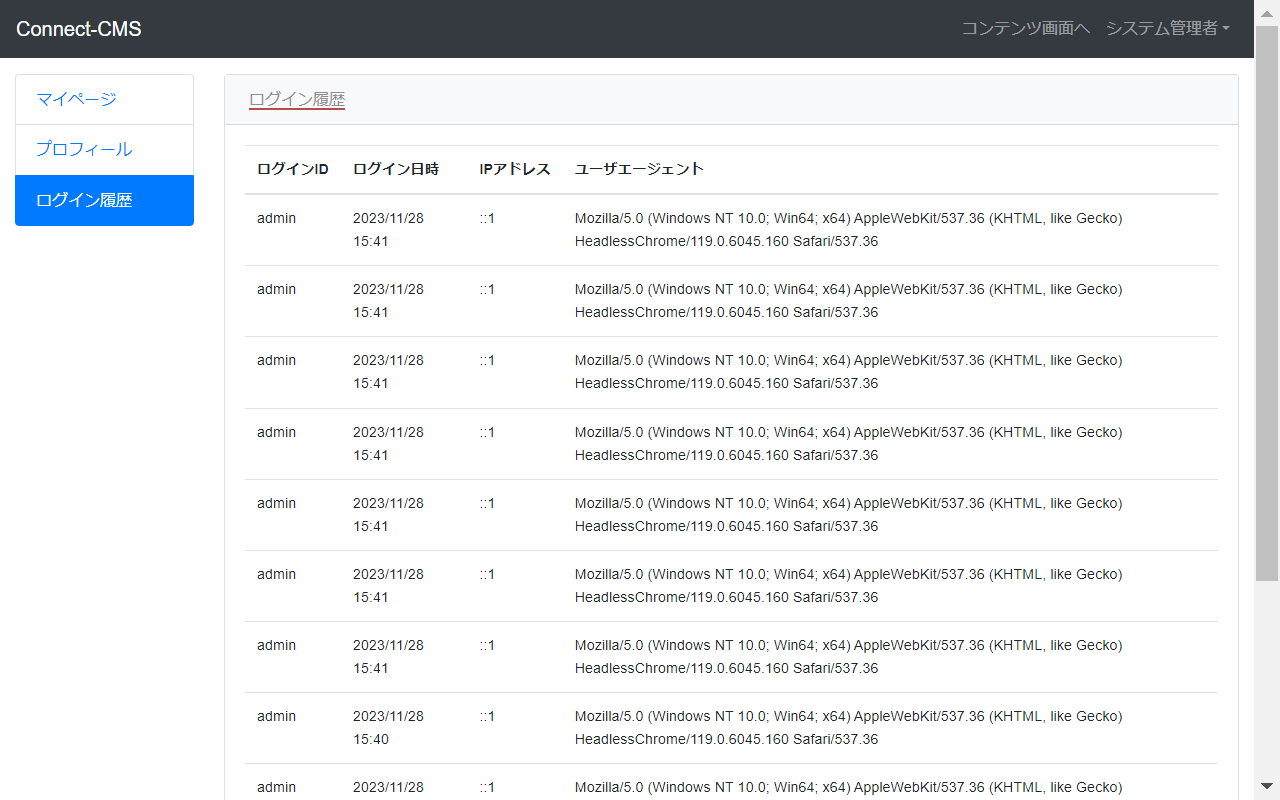 Connect-CMS コンテンツ画面へ システム管理者
マイページ
プロフィール
ログイン履歴
ログイン履歴
ログインID ログイン日時 IPアドレス ユーザエージェント
admin 2023/11/28 ::1 Mozilla/5.0 (Windows NT 10.0; Win64; x64) AppleWebKit/537.36 (KHTML, like Gecko)
15:41 HeadlessChrome/119.0.6045.160 Safari/537.36
admin 2023/11/28 ::1 Mozilla/5.0 (Windows NT 10.0; Win64; x64) AppleWebKit/537.36 (KHTML, like Gecko)
15:41 HeadlessChrome/119.0.6045.160 Safari/537.36
admin 2023/11/28 ::1 Mozilla/5.0 (Windows NT 10.0; Win64; x64) AppleWebKit/537.36 (KHTML, like Gecko)
15:41 HeadlessChrome/119.0.6045.160 Safari/537.36
admin 2023/11/28 ::1 Mozilla/5.0 (Windows NT 10.0; Win64; x64) AppleWebKit/537.36 (KHTML, like Gecko)
15:41 HeadlessChrome/119.0.6045.160 Safari/537.36
admin 2023/11/28 ::1 Mozilla/5.0 (Windows NT 10.0; Win64; x64) AppleWebKit/537.36 (KHTML, like Gecko)
15:41 HeadlessChrome/119.0.6045.160 Safari/537.36
admin 2023/11/28 ::1 Mozilla/5.0 (Windows NT 10.0; Win64; x64) AppleWebKit/537.36 (KHTML, like Gecko)
15:41 HeadlessChrome/119.0.6045.160 Safari/537.36
admin 2023/11/28 ::1 Mozilla/5.0 (Windows NT 10.0; Win64; x64) AppleWebKit/537.36 (KHTML, like Gecko)
15:41 HeadlessChrome/119.0.6045.160 Safari/537.36
admin 2023/11/28 ::1 Mozilla/5.0 (Windows NT 10.0; Win64; x64) AppleWebKit/537.36 (KHTML, like Gecko)
15:40 HeadlessChrome/119.0.6045.160 Safari/537.36
admin 2023/11/28 ::1 Mozilla/5.0 (Windows NT 10.0; Win64; x64) AppleWebKit/537.36 (KHTML, like Gecko)